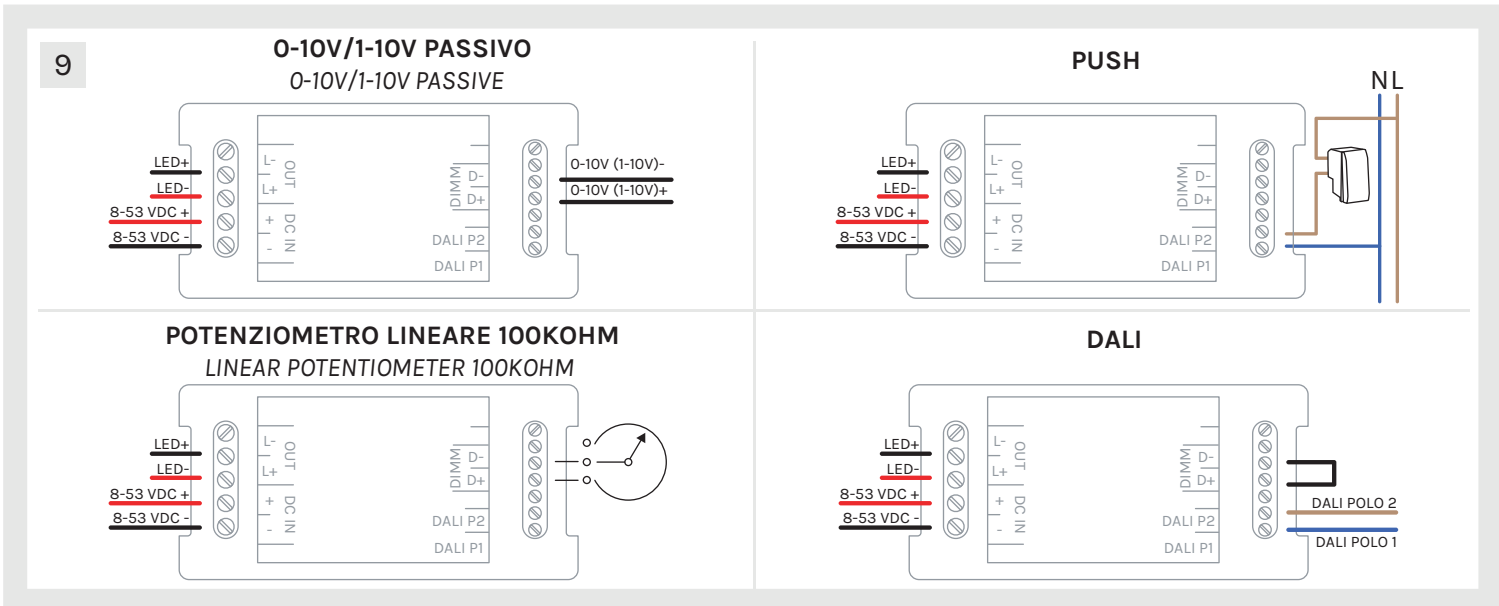 9
0-10V/1-10V PASSIVO
0-10V/1-10V PASSIVE
LED+
LED-
8-53 VDC +
8-53 VDC -
L-
L+
OUT
+
-
DC IN
DIMM
D-
D+
DALI P2
DALI P1
0-10V (1-10V)-
0-10V (1-10V)+
PUSH
N L
LED+
LED-
8-53 VDC +
8-53 VDC -
L-
L+
OUT
+
-
DC IN
DIMM
D-
D+
DALI P2
DALI P1
POTENZIOMETRO LINEARE 100KOHM
LINEAR POTENTIOMETER 100KOHM
LED+
LED-
8-53 VDC +
8-53 VDC -
L-
L+
OUT
+
-
DC IN
DIMM
D-
D+
DALI P2
DALI P1
DALI
LED+
LED-
8-53 VDC +
8-53 VDC -
L-
L+
OUT
+
-
DC IN
DIMM
D-
D+
DALI P2
DALI P1
DALI POLO 2
DALI POLO 1